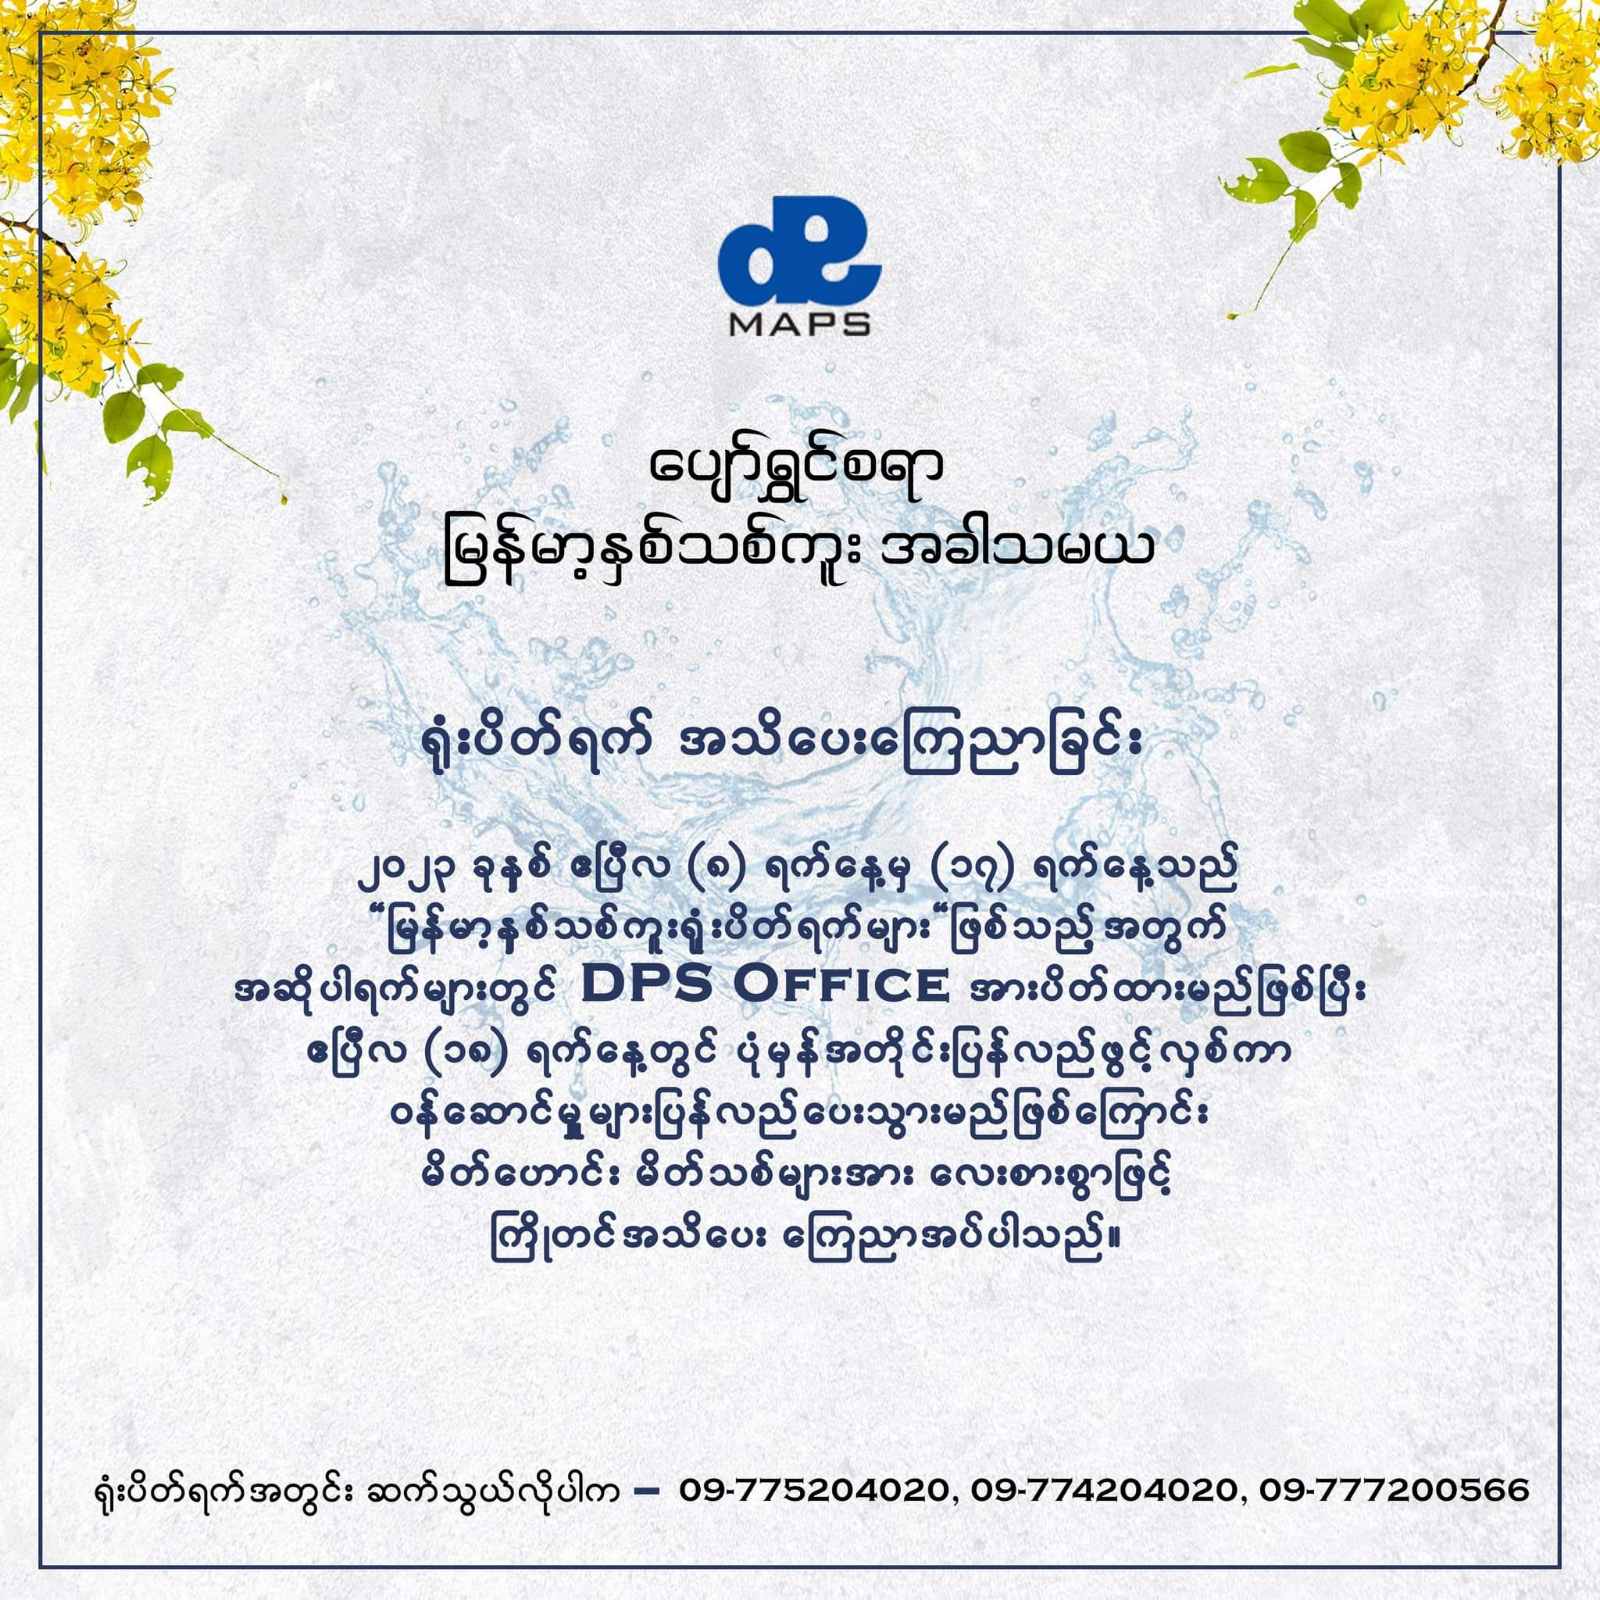 MAPS
ပျော်ရွှင်စရာ
မြန်မာ့နှစ်သစ်ကူး အခါသမယ
ရုံးပိတ်ရက် အသိပေးကြေညာခြင်း
၂၀၂၃ ခုနှစ် ဧပြီလ (၈) ရက်နေ့မှ (၁၇) ရက်နေ့သည်
“မြန်မာ့နှစ်သစ်ကူးရုံးပိတ်ရက်များ“ဖြစ်သည့်အတွက်
အဆိုပါရက်များတွင် DPS OFFICE အားပိတ်ထားမည်ဖြစ်ပြီး
ဧပြီလ (၁၈) ရက်နေ့တွင် ပုံမှန်အတိုင်းပြန်လည်ဖွင့်လှစ်ကာ
ဝန်ဆောင်မှုများပြန်လည်ပေးသွားမည်ဖြစ်ကြောင်း
မိတ်ဟောင်း မိတ်သစ်များအား လေးစားစွာဖြင့်
ကြိုတင်အသိပေး ကြေညာအပ်ပါသည်။
ရုံးပိတ်ရက်အတွင်း ဆက်သွယ်လိုပါက – 09-775204020, 09-774204020, 09-777200566